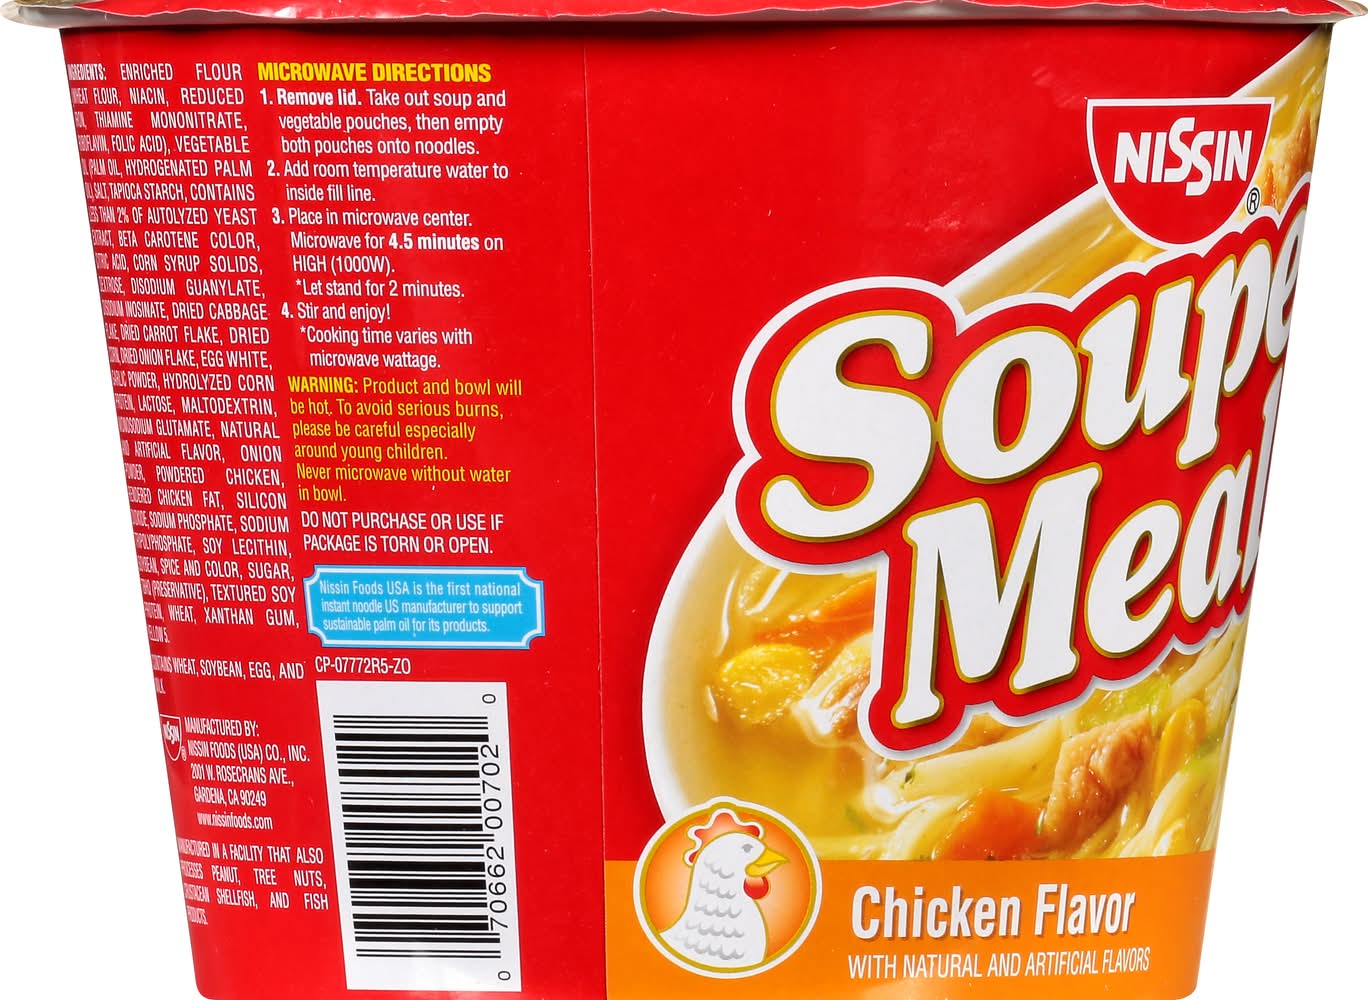 INGREDIENTS: ENRICHED FLOUR
WHEAT FLOUR, NIACIN, REDUCED
IRON, THIAMINE MONONITRATE,
RIBOFLAVIN, FOLIC ACID), VEGETABLE
OIL (PALM OIL, HYDROGENATED PALM
OIL), SALT, TAPIOCA STARCH, CONTAINS
LESS THAN 2% OF AUTOLYZED YEAST
EXTRACT, BETA CAROTENE COLOR,
CITRIC ACID, CORN SYRUP SOLIDS,
DEXTROSE, DISODIUM GUANYLATE,
DISODIUM INOSINATE, DRIED CABBAGE
FLAKE, DRIED CARROT FLAKE, DRIED
CORN, DRIED ONION FLAKE, EGG WHITE,
GARLIC POWDER, HYDROLYZED CORN
PROTEIN, LACTOSE, MALTODEXTRIN,
MONOSODIUM GLUTAMATE, NATURAL
AND ARTIFICIAL FLAVOR, ONION
POWDER, POWDERED CHICKEN,
RENDERED CHICKEN FAT, SILICON
DIOXIDE, SODIUM PHOSPHATE, SODIUM
TRIPOLYPHOSPHATE, SOY LECITHIN,
SOYBEAN, SPICE AND COLOR, SUGAR,
TBHQ (PRESERVATIVE), TEXTURED SOY
PROTEIN, WHEAT, XANTHAN GUM,
YELLOW 5.
CONTAINS WHEAT, SOYBEAN, EGG, AND
MILK.
NISSIN®
MANUFACTURED BY:
NISSIN FOODS (USA) CO., INC.
2001 W. ROSECRANS AVE.,
GARDENA, CA 90249
www.nissinfoods.com
MANUFACTURED IN A FACILITY THAT ALSO
PROCESSES PEANUT, TREE NUTS,
CRUSTACEAN SHELLFISH, AND FISH
PRODUCTS.
MICROWAVE DIRECTIONS
1. Remove lid. Take out soup and
vegetable pouches, then empty
both pouches onto noodles.
2. Add room temperature water to
inside fill line.
3. Place in microwave center.
Microwave for 4.5 minutes on
HIGH (1000W).
*Let stand for 2 minutes.
4. Stir and enjoy!
*Cooking time varies with
microwave wattage.
WARNING: Product and bowl will
be hot. To avoid serious burns,
please be careful especially
around young children.
Never microwave without water
in bowl.
DO NOT PURCHASE OR USE IF
PACKAGE IS TORN OR OPEN.
Nissin Foods USA is the first national
instant noodle US manufacturer to support
sustainable palm oil for its products.
CP-07772R5-ZO
0 70662 00702 0
NISSIN®
Souper
Meal
Chicken Flavor
WITH NATURAL AND ARTIFICIAL FLAVORS